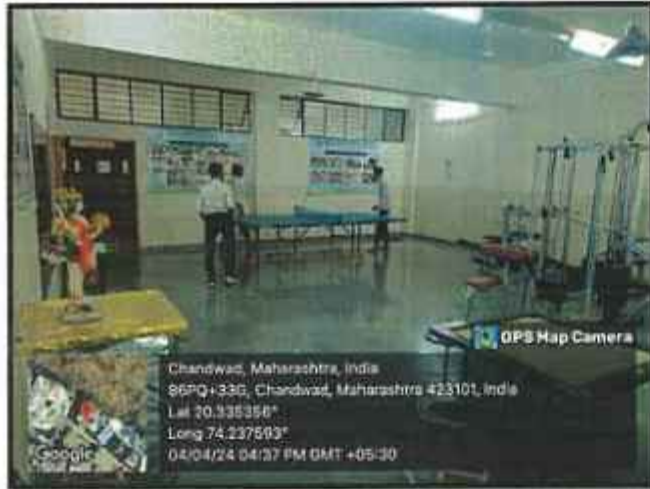 GPS Map Camera
Chandwad, Maharashtra, India
86PQ+33G, Chandwad, Maharashtra 423101, India
Lat 20.335356°
Long 74.237593°
04/04/24 04:37 PM GMT +05:30
Google